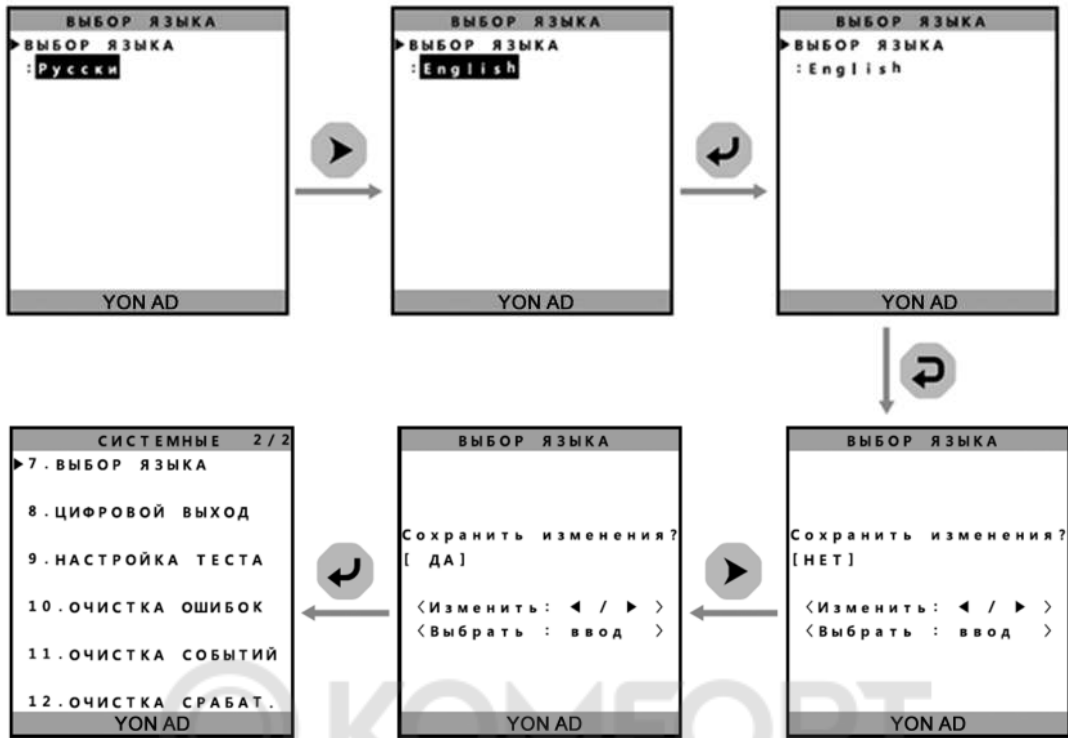 ВЫБОР ЯЗЫКА
▶ВЫБОР ЯЗЫКА
:Русски
YON AD
ВЫБОР ЯЗЫКА
▶ВЫБОР ЯЗЫКА
:English
YON AD
ВЫБОР ЯЗЫКА
▶ВЫБОР ЯЗЫКА
:English
YON AD
СИСТЕМНЫЕ 2/2
▶7.ВЫБОР ЯЗЫКА
8.ЦИФРОВОЙ ВЫХОД
9.НАСТРОЙКА ТЕСТА
10.ОЧИСТКА ОШИБОК
11.ОЧИСТКА СОБЫТИЙ
12.ОЧИСТКА СРАБАТ.
YON AD
ВЫБОР ЯЗЫКА
Сохранить изменения?
[ ДА]
〈Изменить: ◀ / ▶ 〉
〈Выбрать : ввод 〉
YON AD
ВЫБОР ЯЗЫКА
Сохранить изменения?
[НЕТ]
〈Изменить: ◀ / ▶ 〉
〈Выбрать : ввод 〉
YON AD
KOMFORT